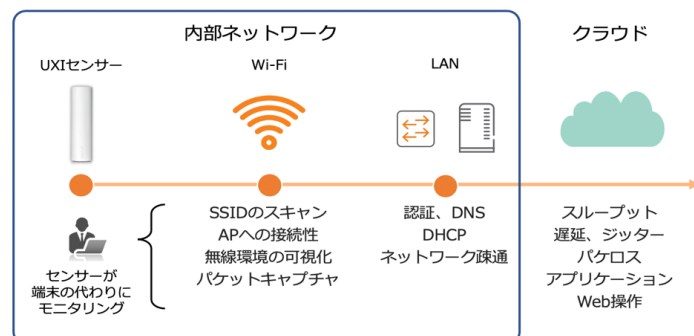 内部ネットワーク
クラウド
UXIセンサー
Wi-Fi
LAN
センサーが
端末の代わりに
モニタリング
SSIDのスキャン
APへの接続性
無線環境の可視化
パケットキャプチャ
認証、DNS
DHCP
ネットワーク疎通
スループット
遅延、ジッター
パケロス
アプリケーション
Web操作